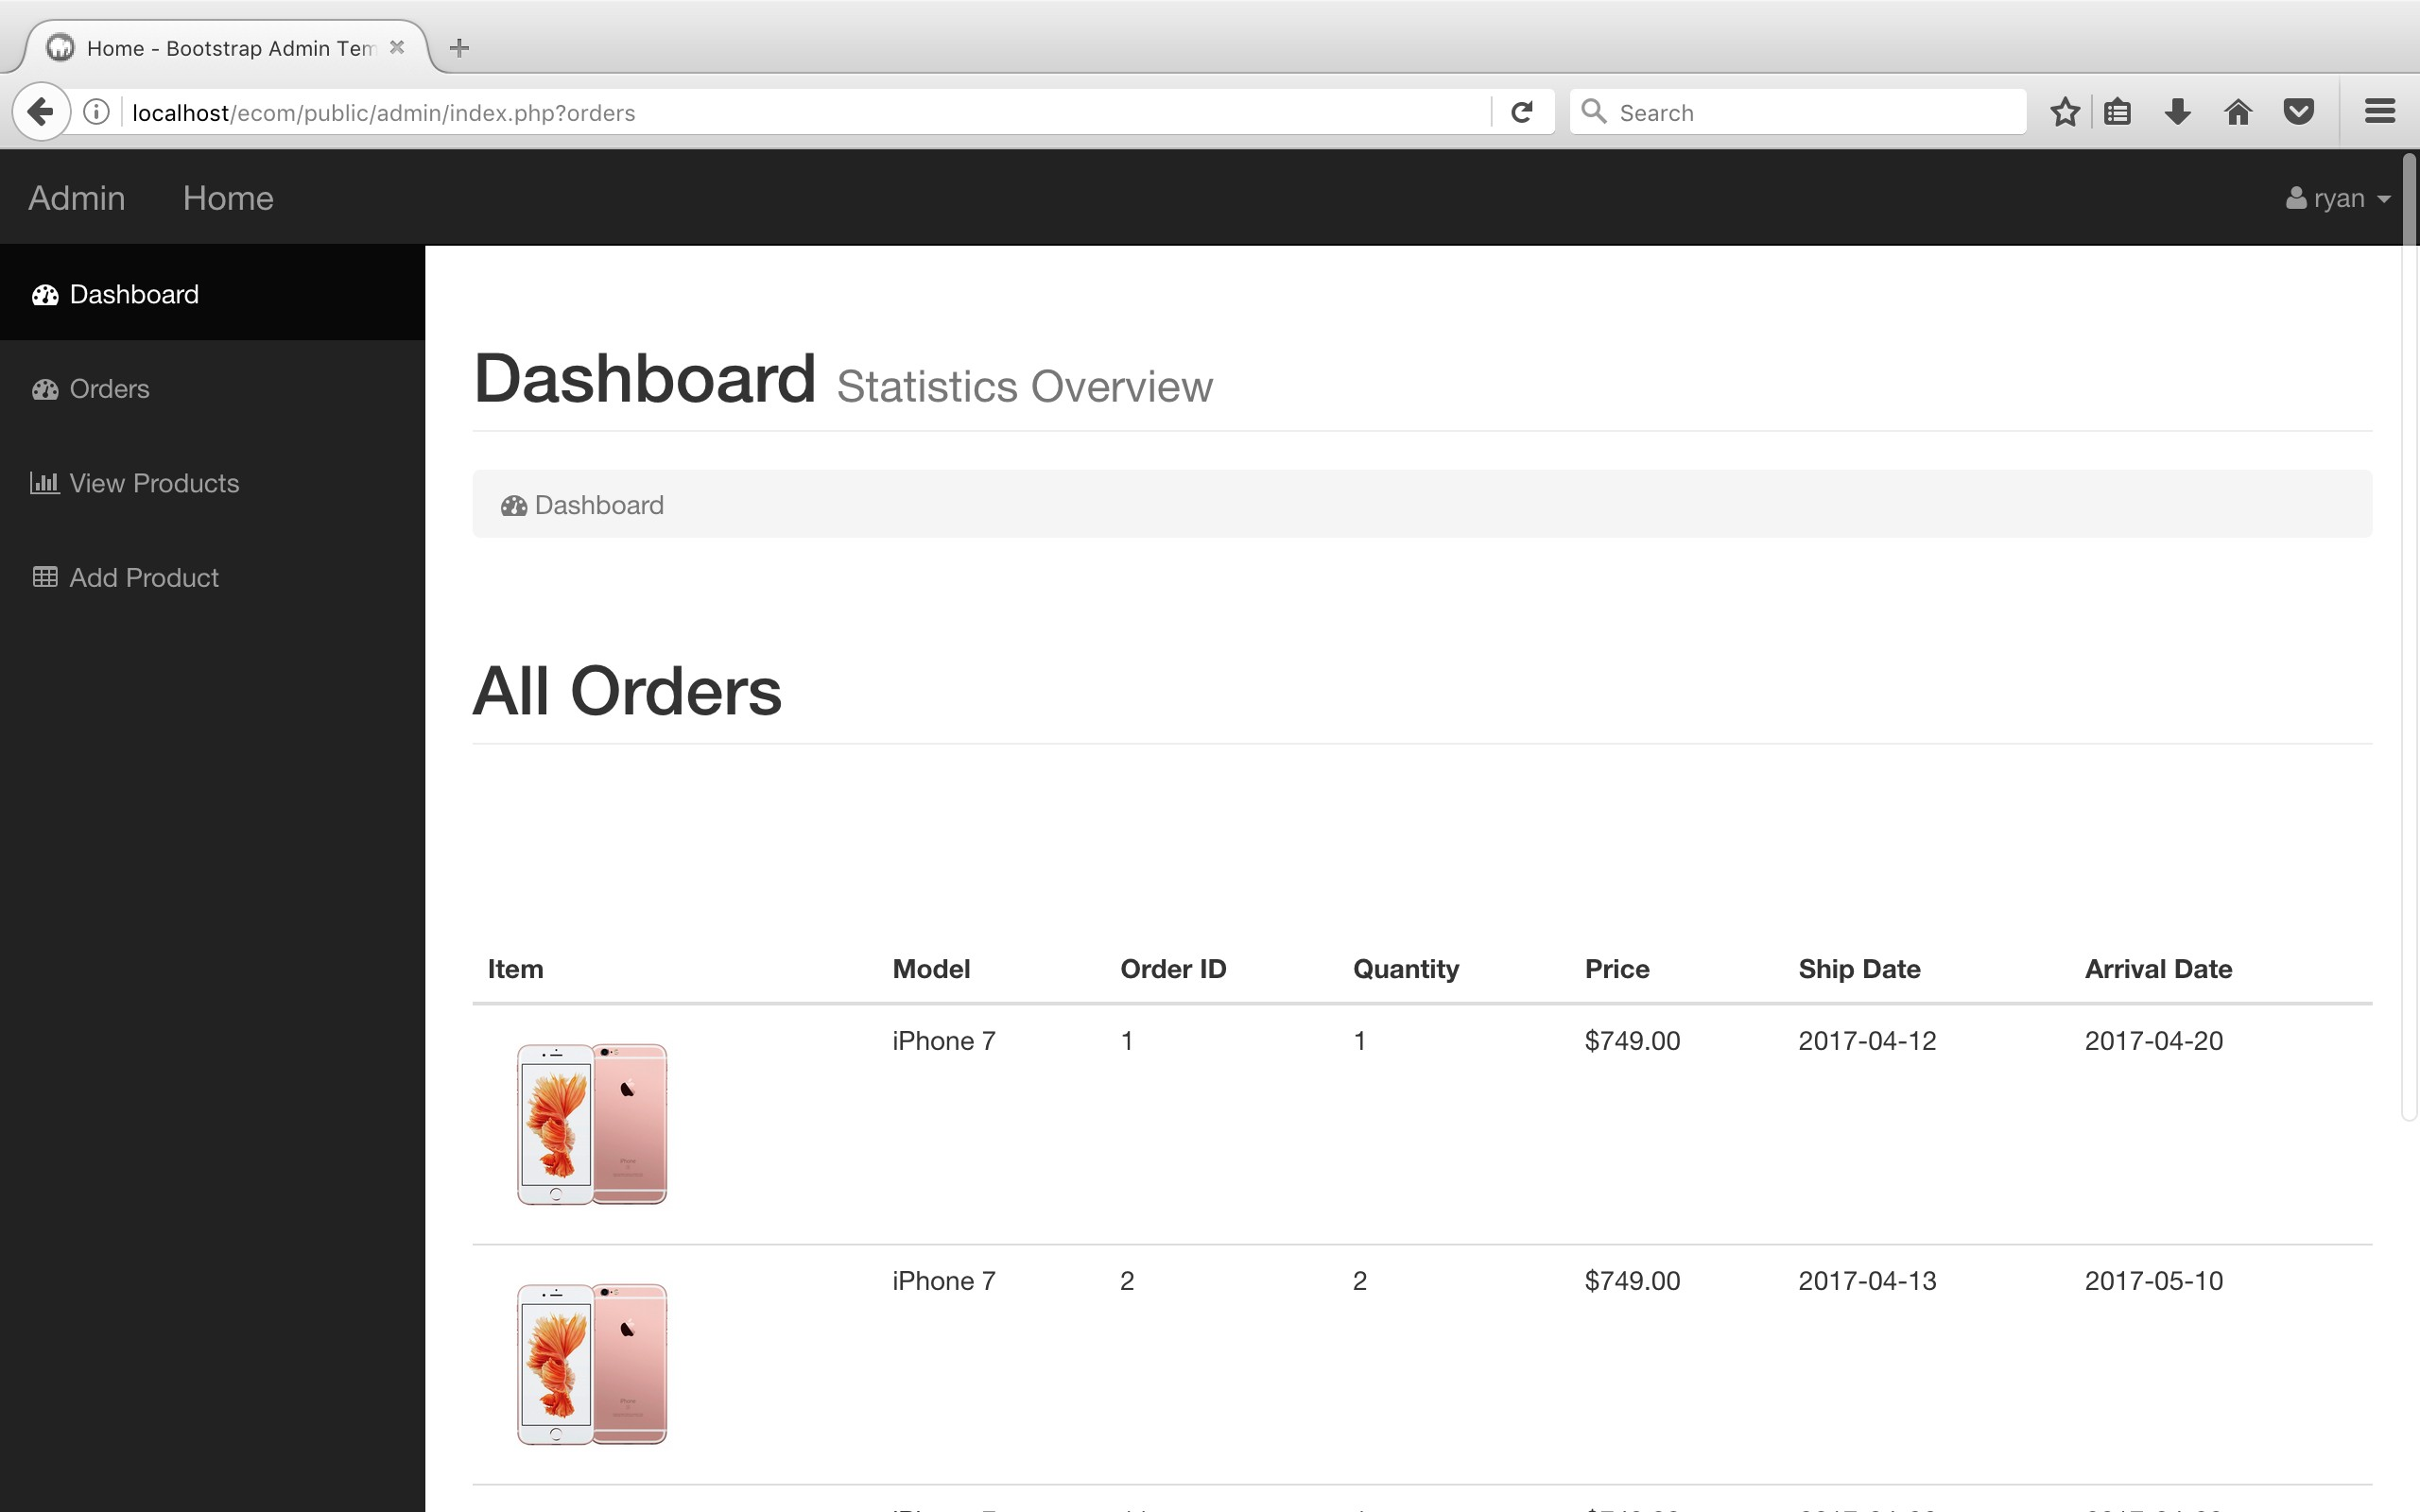 Home - Bootstrap Admin Tem
localhost/ecom/public/admin/index.php?orders
Search
Admin Home
ryan
Dashboard
Orders
View Products
Add Product
Dashboard Statistics Overview
Dashboard
All Orders
Item Model Order ID Quantity Price Ship Date Arrival Date
iPhone 7 1 1 $749.00 2017-04-12 2017-04-20
iPhone 7 2 2 $749.00 2017-04-13 2017-05-10